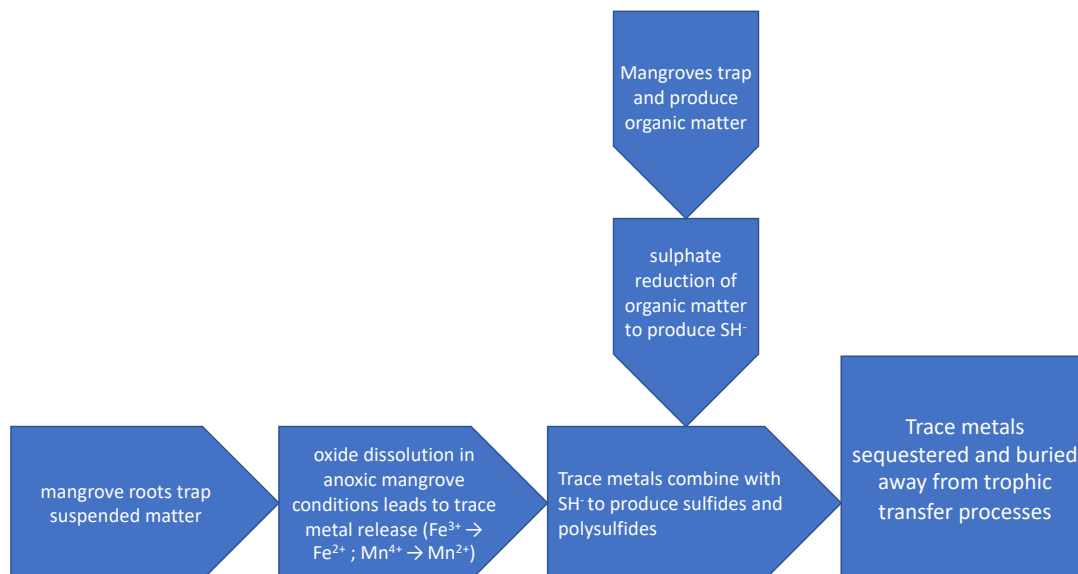 Mangroves trap
and produce
organic matter
sulphate
reduction of
organic matter
to produce SH⁻
mangrove roots trap
suspended matter
oxide dissolution in
anoxic mangrove
conditions leads to trace
metal release (Fe³⁺ →
Fe²⁺ ; Mn⁴⁺ → Mn²⁺)
Trace metals combine with
SH⁻ to produce sulfides and
polysulfides
Trace metals
sequestered and buried
away from trophic
transfer processes